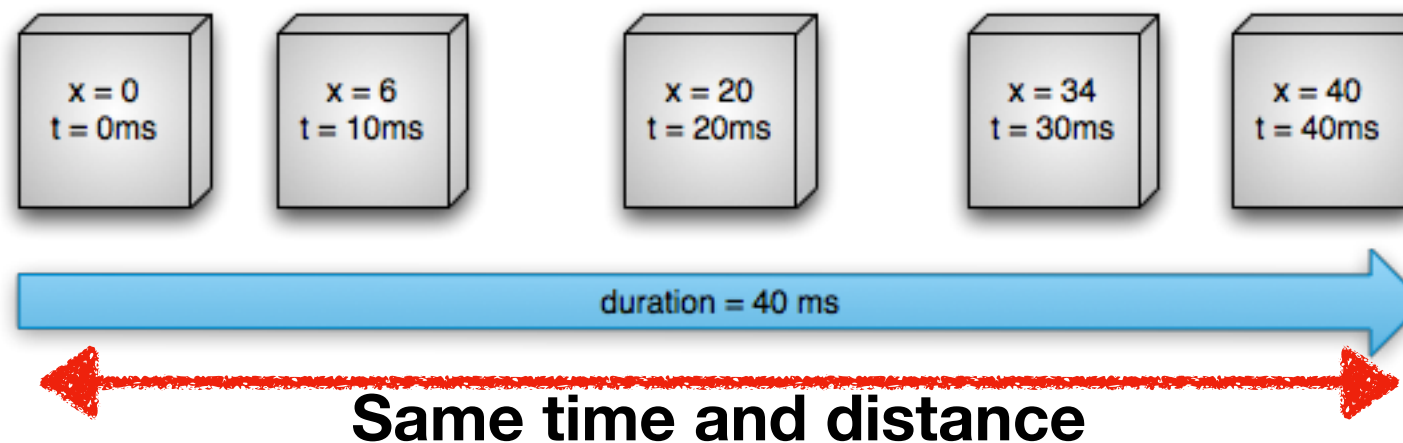 x = 0
t = 0ms
x = 6
t = 10ms
x = 20
t = 20ms
x = 34
t = 30ms
x = 40
t = 40ms
duration = 40 ms
Same time and distance